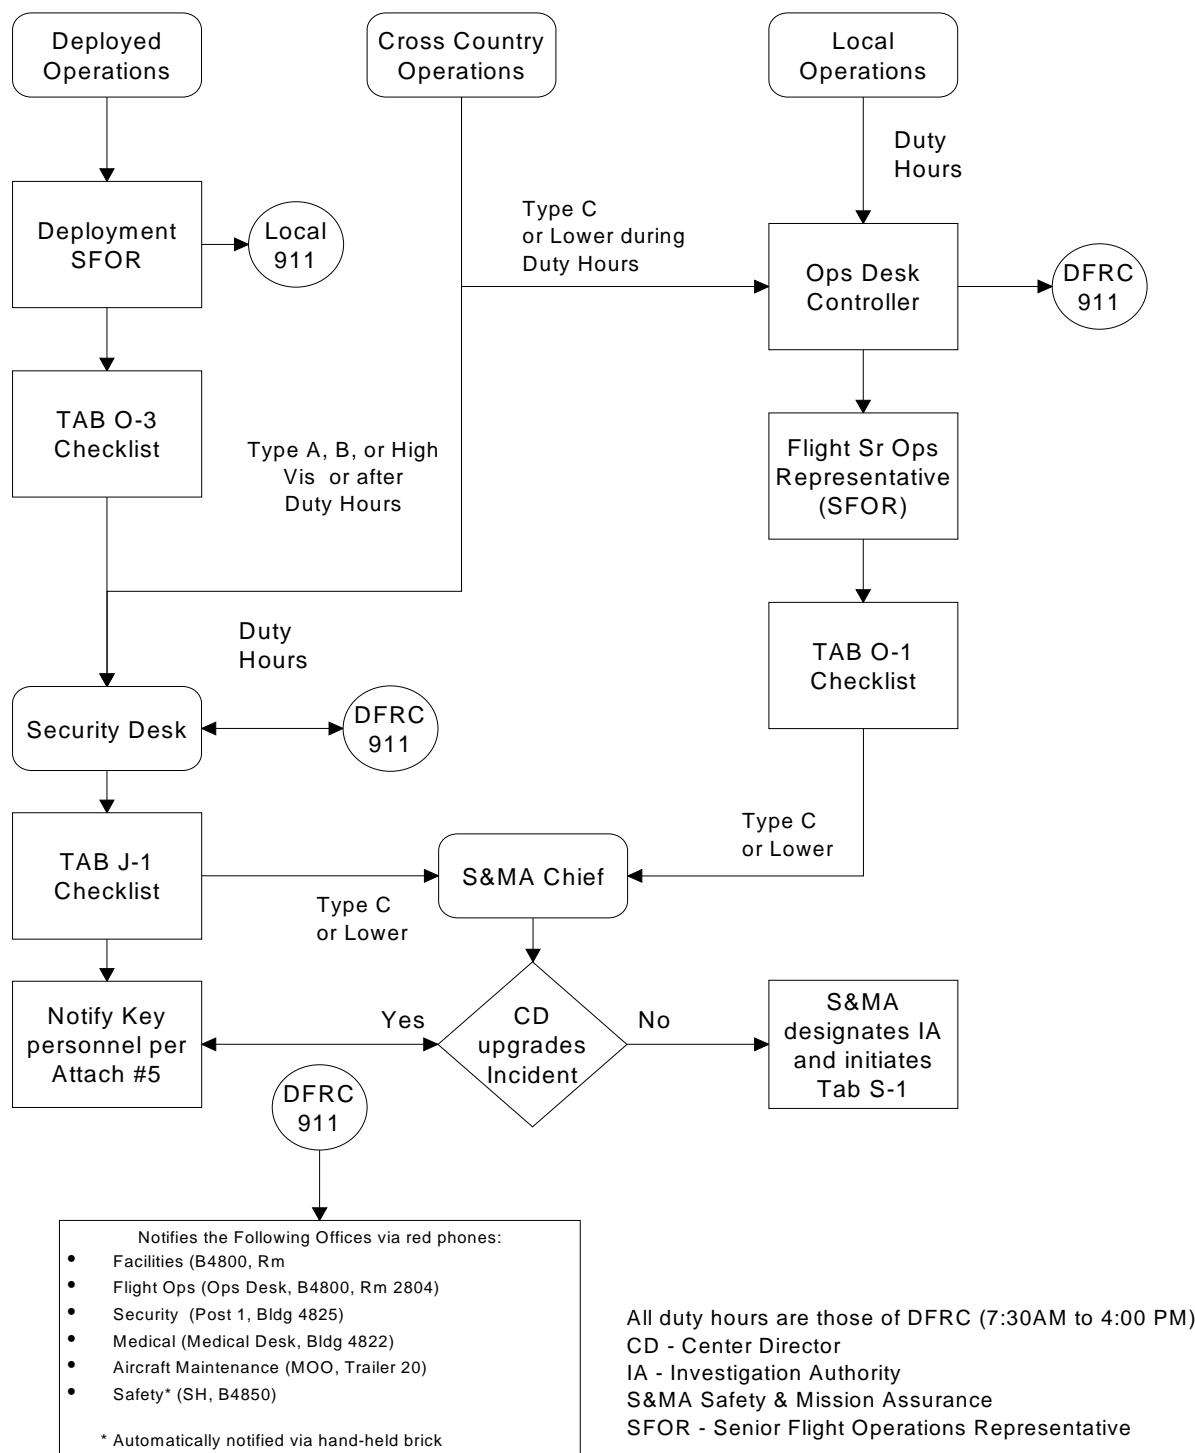 Deployed
Operations
Cross Country
Operations
Local
Operations
Duty
Hours
Deployment
SFOR
Local
911
Type C
or Lower during
Duty Hours
Ops Desk
Controller
DFRC
911
TAB O-3
Checklist
Type A, B, or High
Vis or after
Duty Hours
Flight Sr Ops
Representative
(SFOR)
Duty
Hours
TAB O-1
Checklist
Security Desk
DFRC
911
TAB J-1
Checklist
Type C
or Lower
S&MA Chief
Type C
or Lower
Notify Key
personnel per
Attach #5
Yes
CD
upgrades
Incident
No
S&MA
designates IA
and initiates
Tab S-1
DFRC
911
Notifies the Following Offices via red phones:
• Facilities (B4800, Rm
• Flight Ops (Ops Desk, B4800, Rm 2804)
• Security (Post 1, Bldg 4825)
• Medical (Medical Desk, Bldg 4822)
• Aircraft Maintenance (MOO, Trailer 20)
• Safety* (SH, B4850)
* Automatically notified via hand-held brick
All duty hours are those of DFRC (7:30AM to 4:00 PM)
CD - Center Director
IA - Investigation Authority
S&MA Safety & Mission Assurance
SFOR - Senior Flight Operations Representative